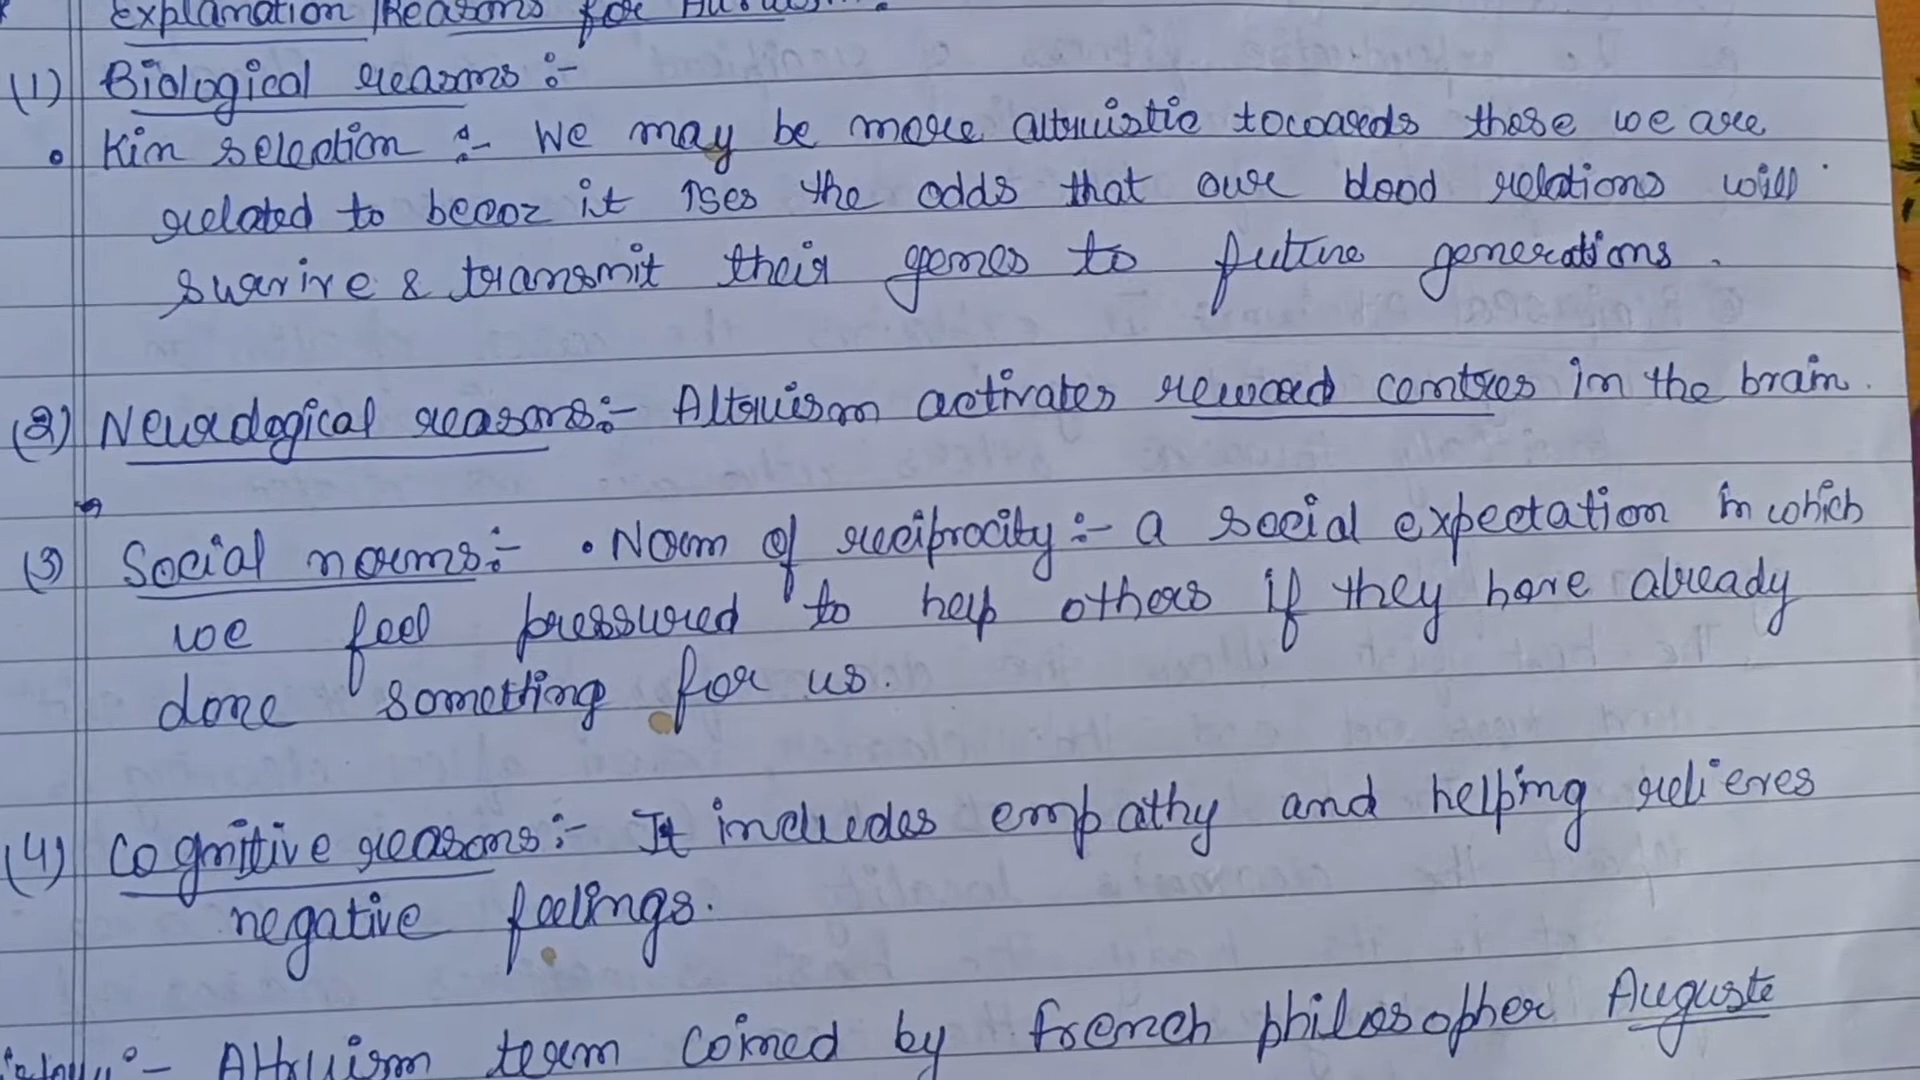 Explanation / Reasons for
(1) Biological reasons :-
• Kin selection :- We may be more altruistic towards those we are
related to becoz it ↑ses the odds that our blood relations will
survive & transmit their genes to future generations.
(2) Neurological reasons :- Altruism activates reward centres in the brain.
(3) Social norms :- • Norm of reciprocity :- a social expectation in which
we feel pressured to help others if they have already
done something for us.
(4) Cognitive reasons :- It includes empathy and helping relieves
negative feelings.
:- Altruism term coined by french philosopher Auguste